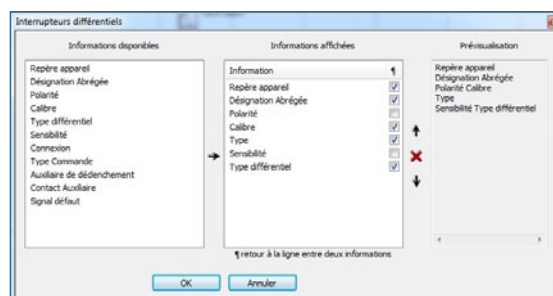 Interrupteurs différentiels
Informations disponibles
Repère appareil
Désignation Abrégée
Polarité
Calibre
Type différentiel
Sensibilité
Connexion
Type Commande
Auxiliaire de déclenchement
Contact Auxiliaire
Signal défaut
Informations affichées
Information ¶
Repère appareil
Désignation Abrégée
Polarité
Calibre
Type
Sensibilité
Type différentiel
¶ retour à la ligne entre deux informations
Prévisualisation
Repère appareil
Désignation Abrégée
Polarité Calibre
Type
Sensibilité Type différentiel
OK
Annuler